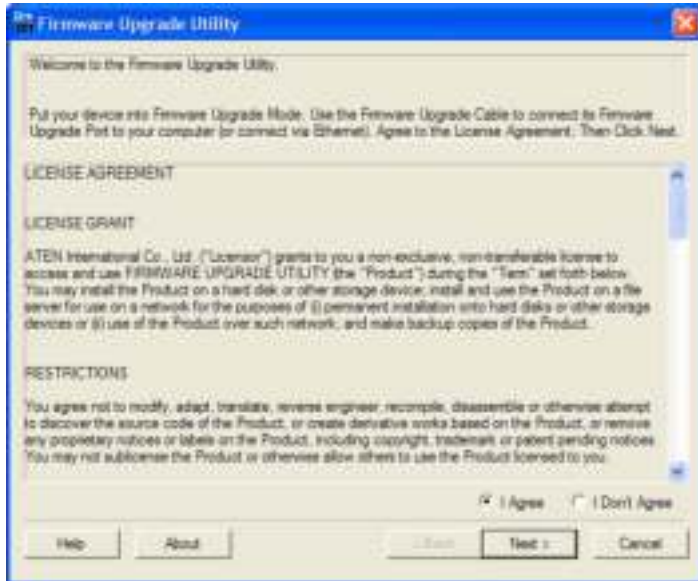 Firmware Upgrade Utility
Welcome to the Firmware Upgrade Utility.
Put your device into Firmware Upgrade Mode. Use the Firmware Upgrade Cable to connect its Firmware
Upgrade Port to your computer (or connect via Ethernet). Agree to the License Agreement. Then Click Next.
LICENSE AGREEMENT
LICENSE GRANT
ATEN International Co., Ltd. ("Licensor") grants to you a non-exclusive, non-transferable license to
access and use FIRMWARE UPGRADE UTILITY (the "Product") during the "Term" set forth below.
You may install the Product on a hard disk or other storage device; install and use the Product on a file
server for use on a network for the purposes of (i) permanent installation onto hard disks or other storage
devices or (ii) use of the Product over such network; and make backup copies of the Product.
RESTRICTIONS
You agree not to modify, adapt, translate, reverse engineer, recompile, disassemble or otherwise attempt
to discover the source code of the Product, or create derivative works based on the Product, or remove
any proprietary notices or labels on the Product, including copyright, trademark or patent pending notices.
You may not sublicense the Product or otherwise allow others to use the Product licensed to you.
I Agree
I Don't Agree
Help
About
< Back
Next >
Cancel